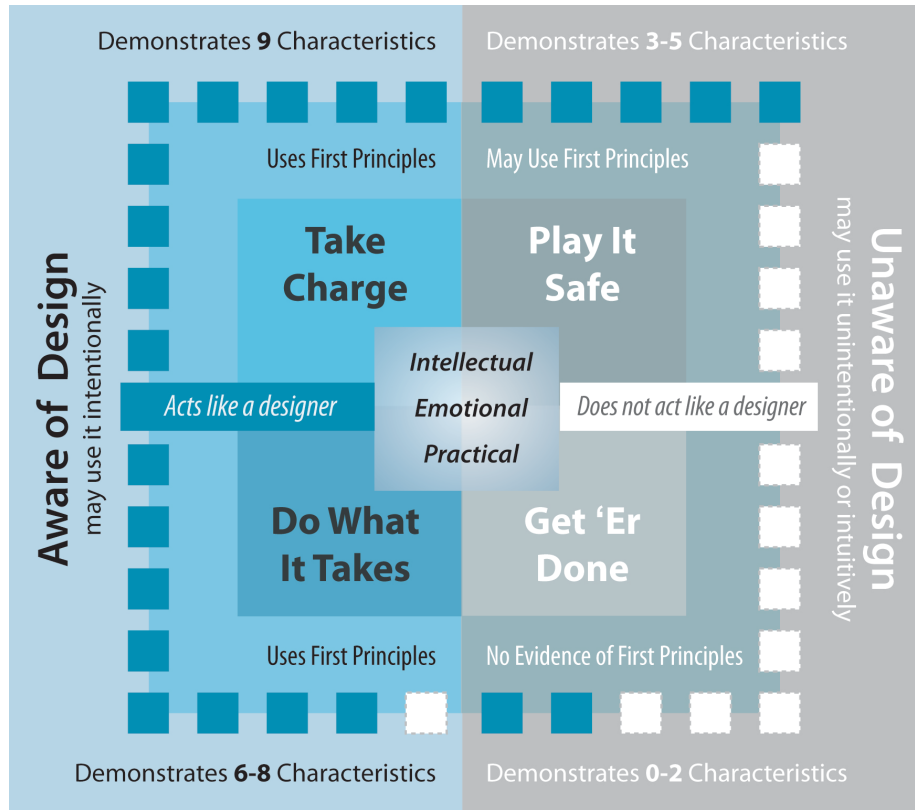 Demonstrates 9 Characteristics
Demonstrates 3-5 Characteristics
Uses First Principles
May Use First Principles
Take
Charge
Play It
Safe
Aware of Design
may use it intentionally
Intellectual
Emotional
Practical
Acts like a designer
Does not act like a designer
Unaware of Design
may use it unintentionally or intuitively
Do What
It Takes
Get ‘Er
Done
Uses First Principles
No Evidence of First Principles
Demonstrates 6-8 Characteristics
Demonstrates 0-2 Characteristics